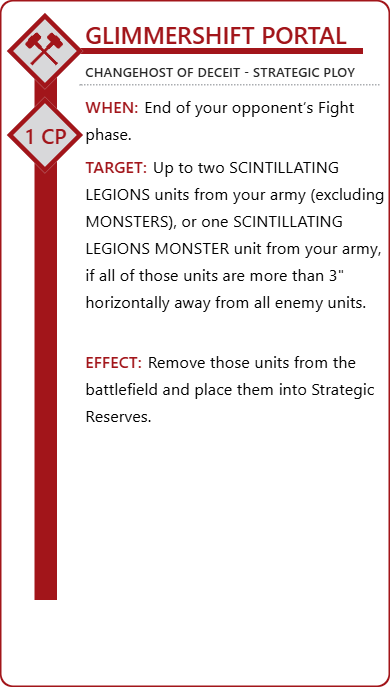 GLIMMERSHIFT PORTAL
CHANGEHOST OF DECEIT - STRATEGIC PLOY
1 CP
WHEN: End of your opponent’s Fight
phase.
TARGET: Up to two SCINTILLATING
LEGIONS units from your army (excluding
MONSTERS), or one SCINTILLATING
LEGIONS MONSTER unit from your army,
if all of those units are more than 3"
horizontally away from all enemy units.
EFFECT: Remove those units from the
battlefield and place them into Strategic
Reserves.